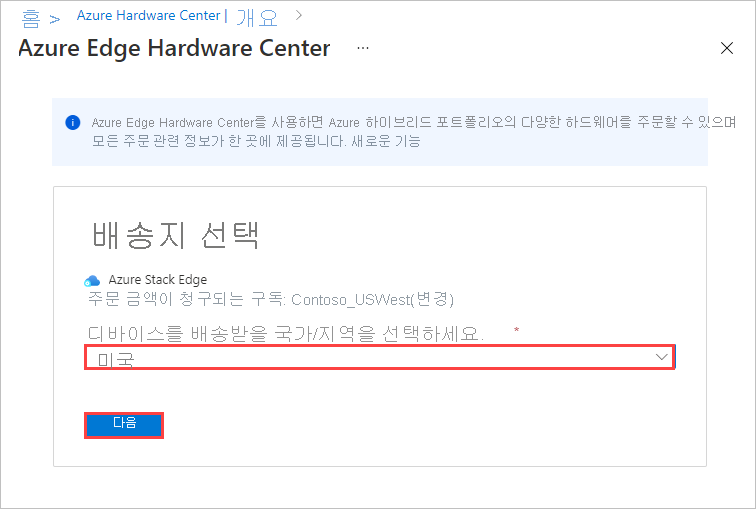 홈 > Azure Hardware Center | 개요 >
Azure Edge Hardware Center ...
Azure Edge Hardware Center를 사용하면 Azure 하이브리드 포트폴리오의 다양한 하드웨어를 주문할 수 있으며
모든 주문 관련 정보가 한 곳에 제공됩니다. 새로운 기능
배송지 선택
Azure Stack Edge
주문 금액이 청구되는 구독: Contoso_USWest(변경)
디바이스를 배송받을 국가/지역을 선택하세요. *
미국
다음